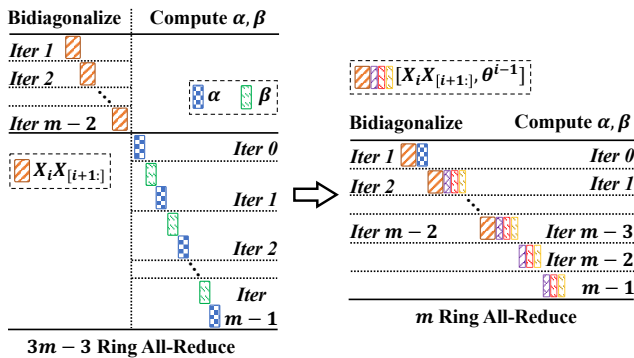 Bidiagonalize Compute α, β
Iter 1
Iter 2
Iter m − 2
α β
X_i X_[i+1:]
Iter 0
Iter 1
Iter 2
Iter
m − 1
3m − 3 Ring All-Reduce
[X_i X_[i+1:], θ^{i−1}]
Bidiagonalize Compute α, β
Iter 1 Iter 0
Iter 2 Iter 1
Iter m − 2 Iter m − 3
Iter m − 2
m − 1
m Ring All-Reduce